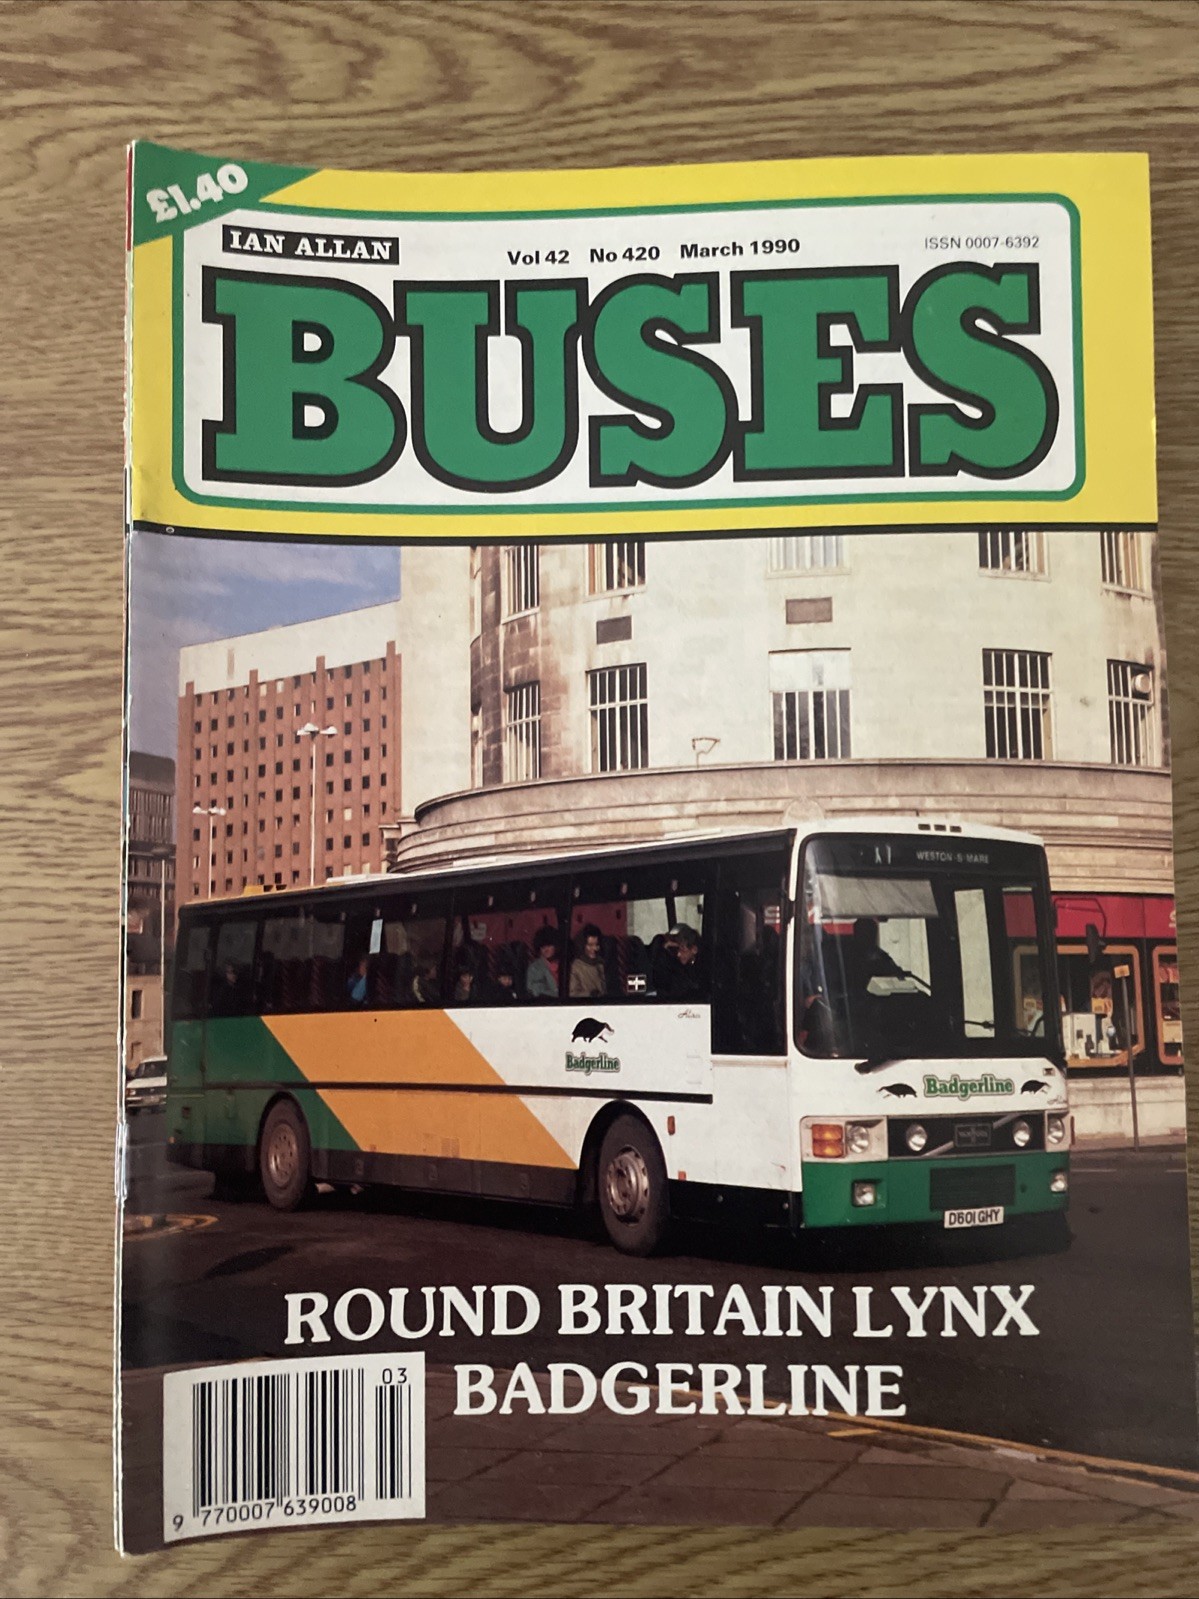 £1.40
IAN ALLAN
Vol 42 No 420 March 1990
ISSN 0007-6392
BUSES
WESTON-S-MARE
Badgerline
Badgerline
D601 GHY
ROUND BRITAIN LYNX
BADGERLINE
03
9 770007 639008